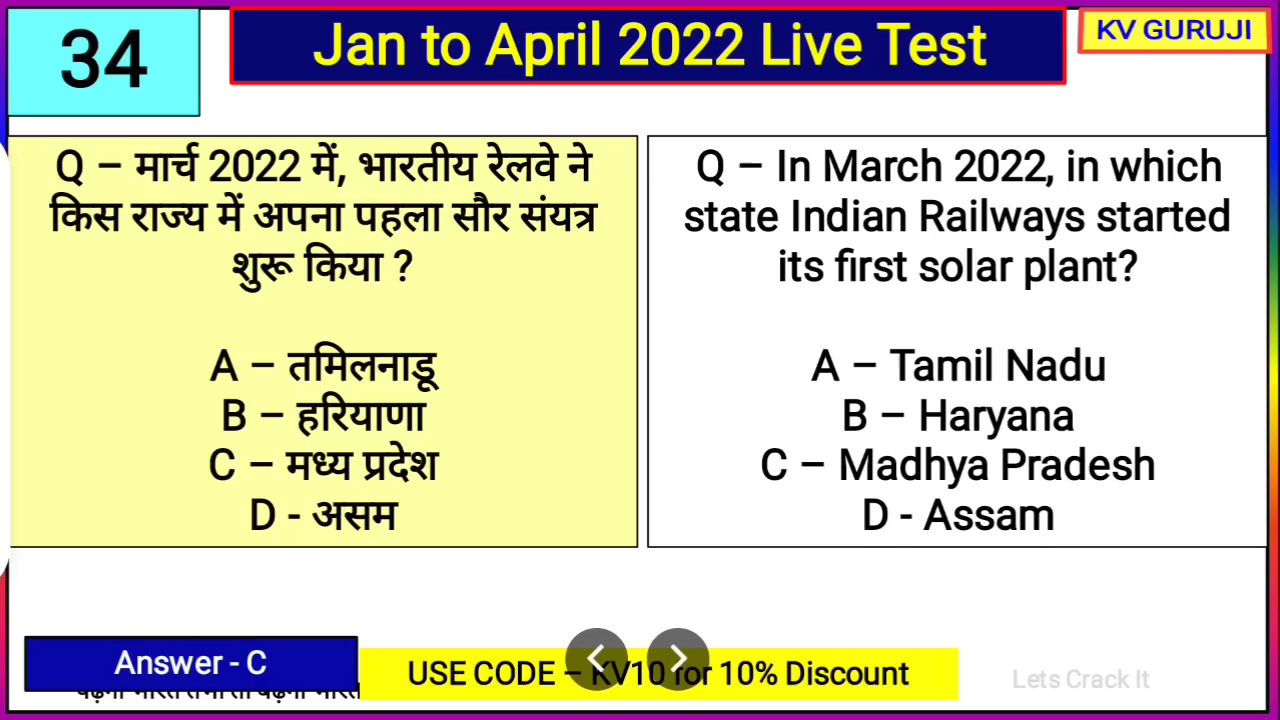 34
Jan to April 2022 Live Test
KV GURUJI
Q – मार्च 2022 में, भारतीय रेलवे ने
किस राज्य में अपना पहला सौर संयत्र
शुरू किया ?
A – तमिलनाडू
B – हरियाणा
C – मध्य प्रदेश
D - असम
Q – In March 2022, in which
state Indian Railways started
its first solar plant?
A – Tamil Nadu
B – Haryana
C – Madhya Pradesh
D - Assam
Answer - C
USE CODE – KV10 for 10% Discount
Lets Crack It